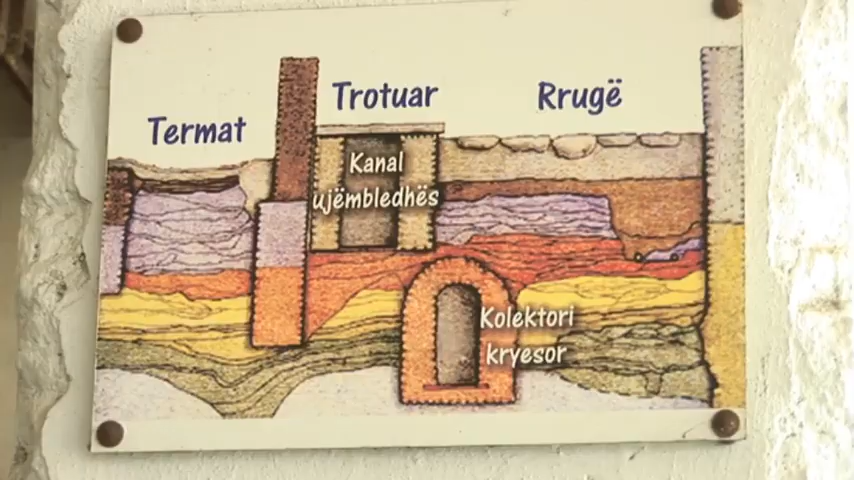 Termat
Trotuar
Rrugë
Kanal
ujëmbledhës
Kolektori
kryesor